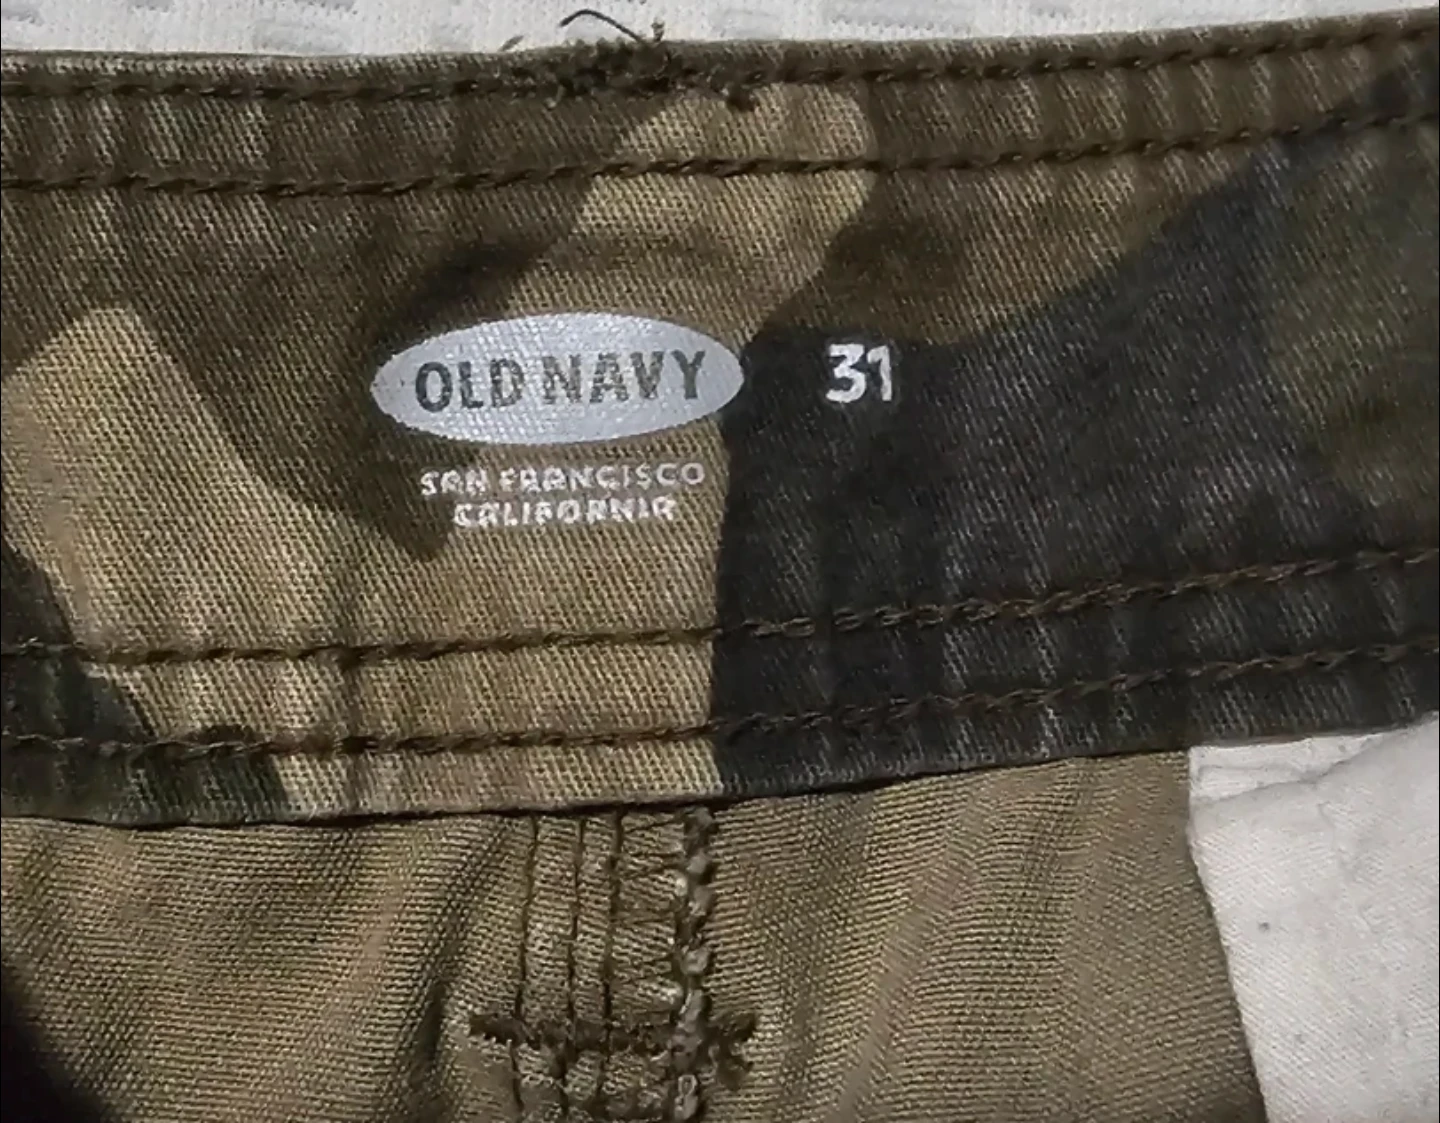 OLD NAVY
31
SAN FRANCISCO
CALIFORNIA